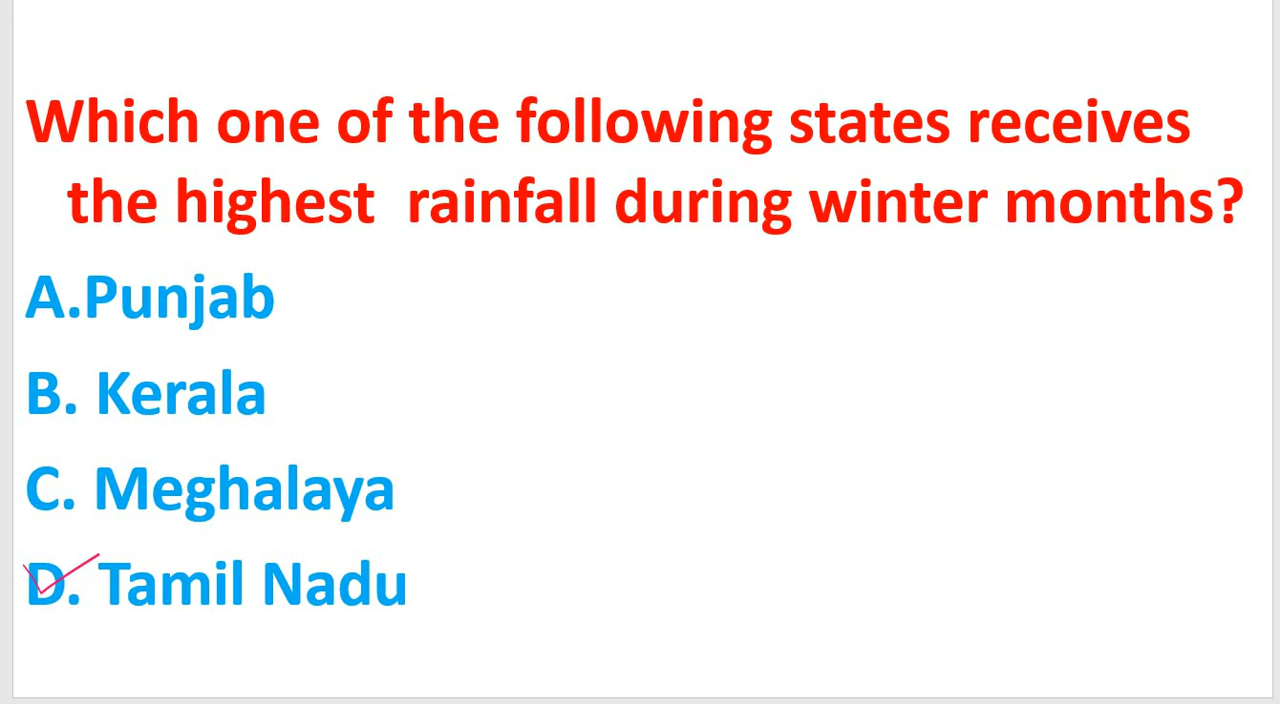 Which one of the following states receives
the highest rainfall during winter months?
A.Punjab
B. Kerala
C. Meghalaya
D. Tamil Nadu